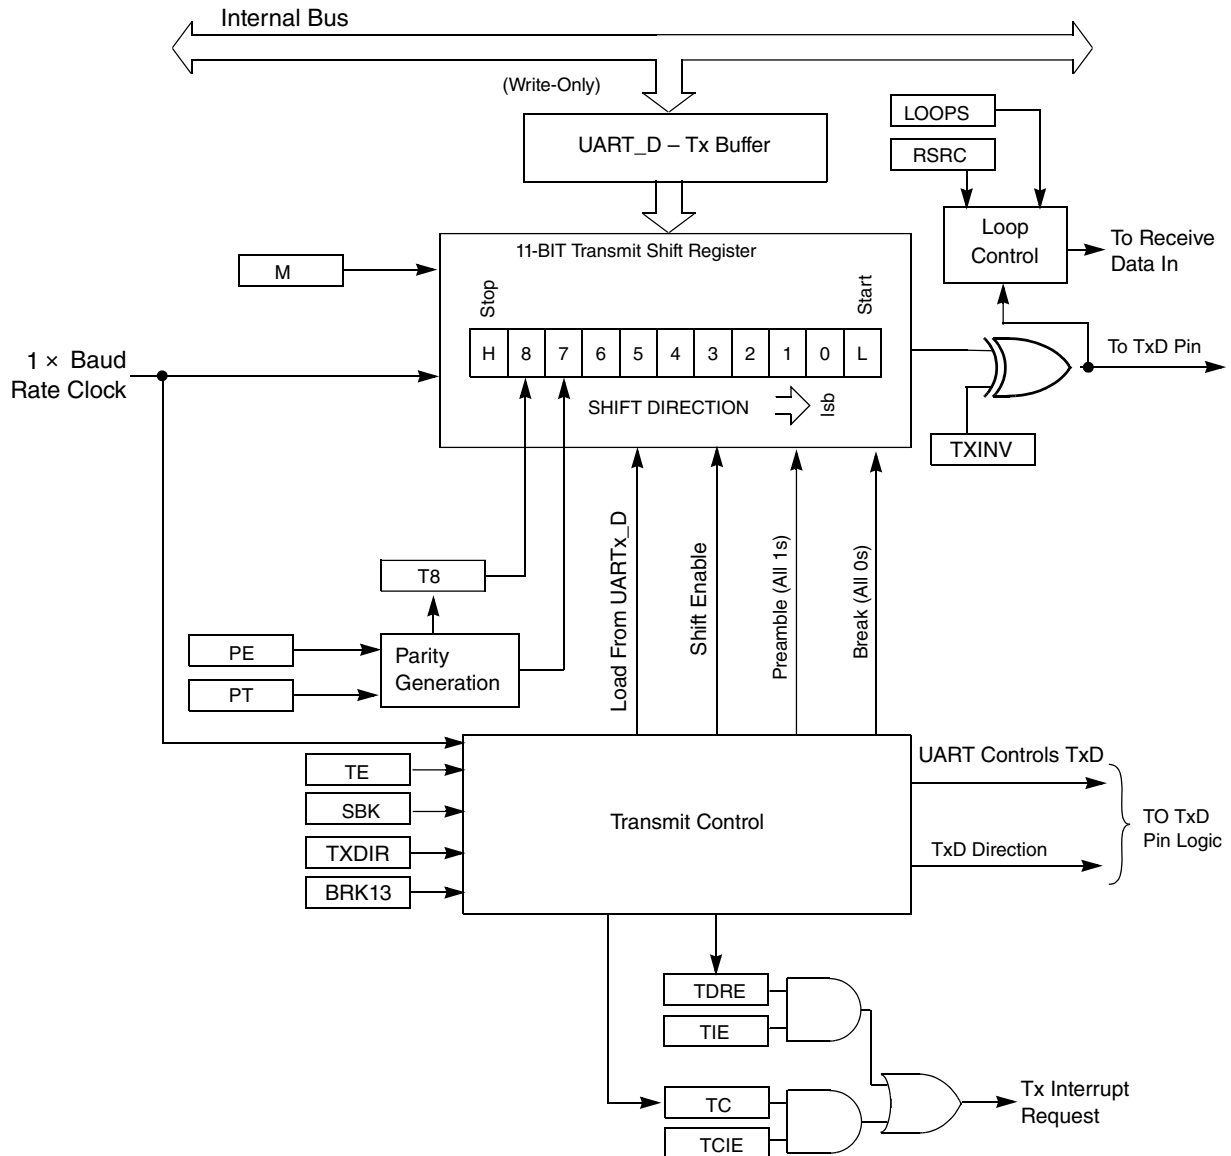 Internal Bus
(Write-Only)
UART_D – Tx Buffer
LOOPS
RSRC
Loop
Control
To Receive
Data In
11-BIT Transmit Shift Register
M
Stop
Start
H 8 7 6 5 4 3 2 1 0 L
1 × Baud
Rate Clock
To TxD Pin
SHIFT DIRECTION
lsb
TXINV
Load From UARTx_D
Shift Enable
Preamble (All 1s)
Break (All 0s)
T8
PE
PT
Parity
Generation
TE
SBK
TXDIR
BRK13
Transmit Control
UART Controls TxD
TxD Direction
TO TxD
Pin Logic
TDRE
TIE
TC
TCIE
Tx Interrupt
Request